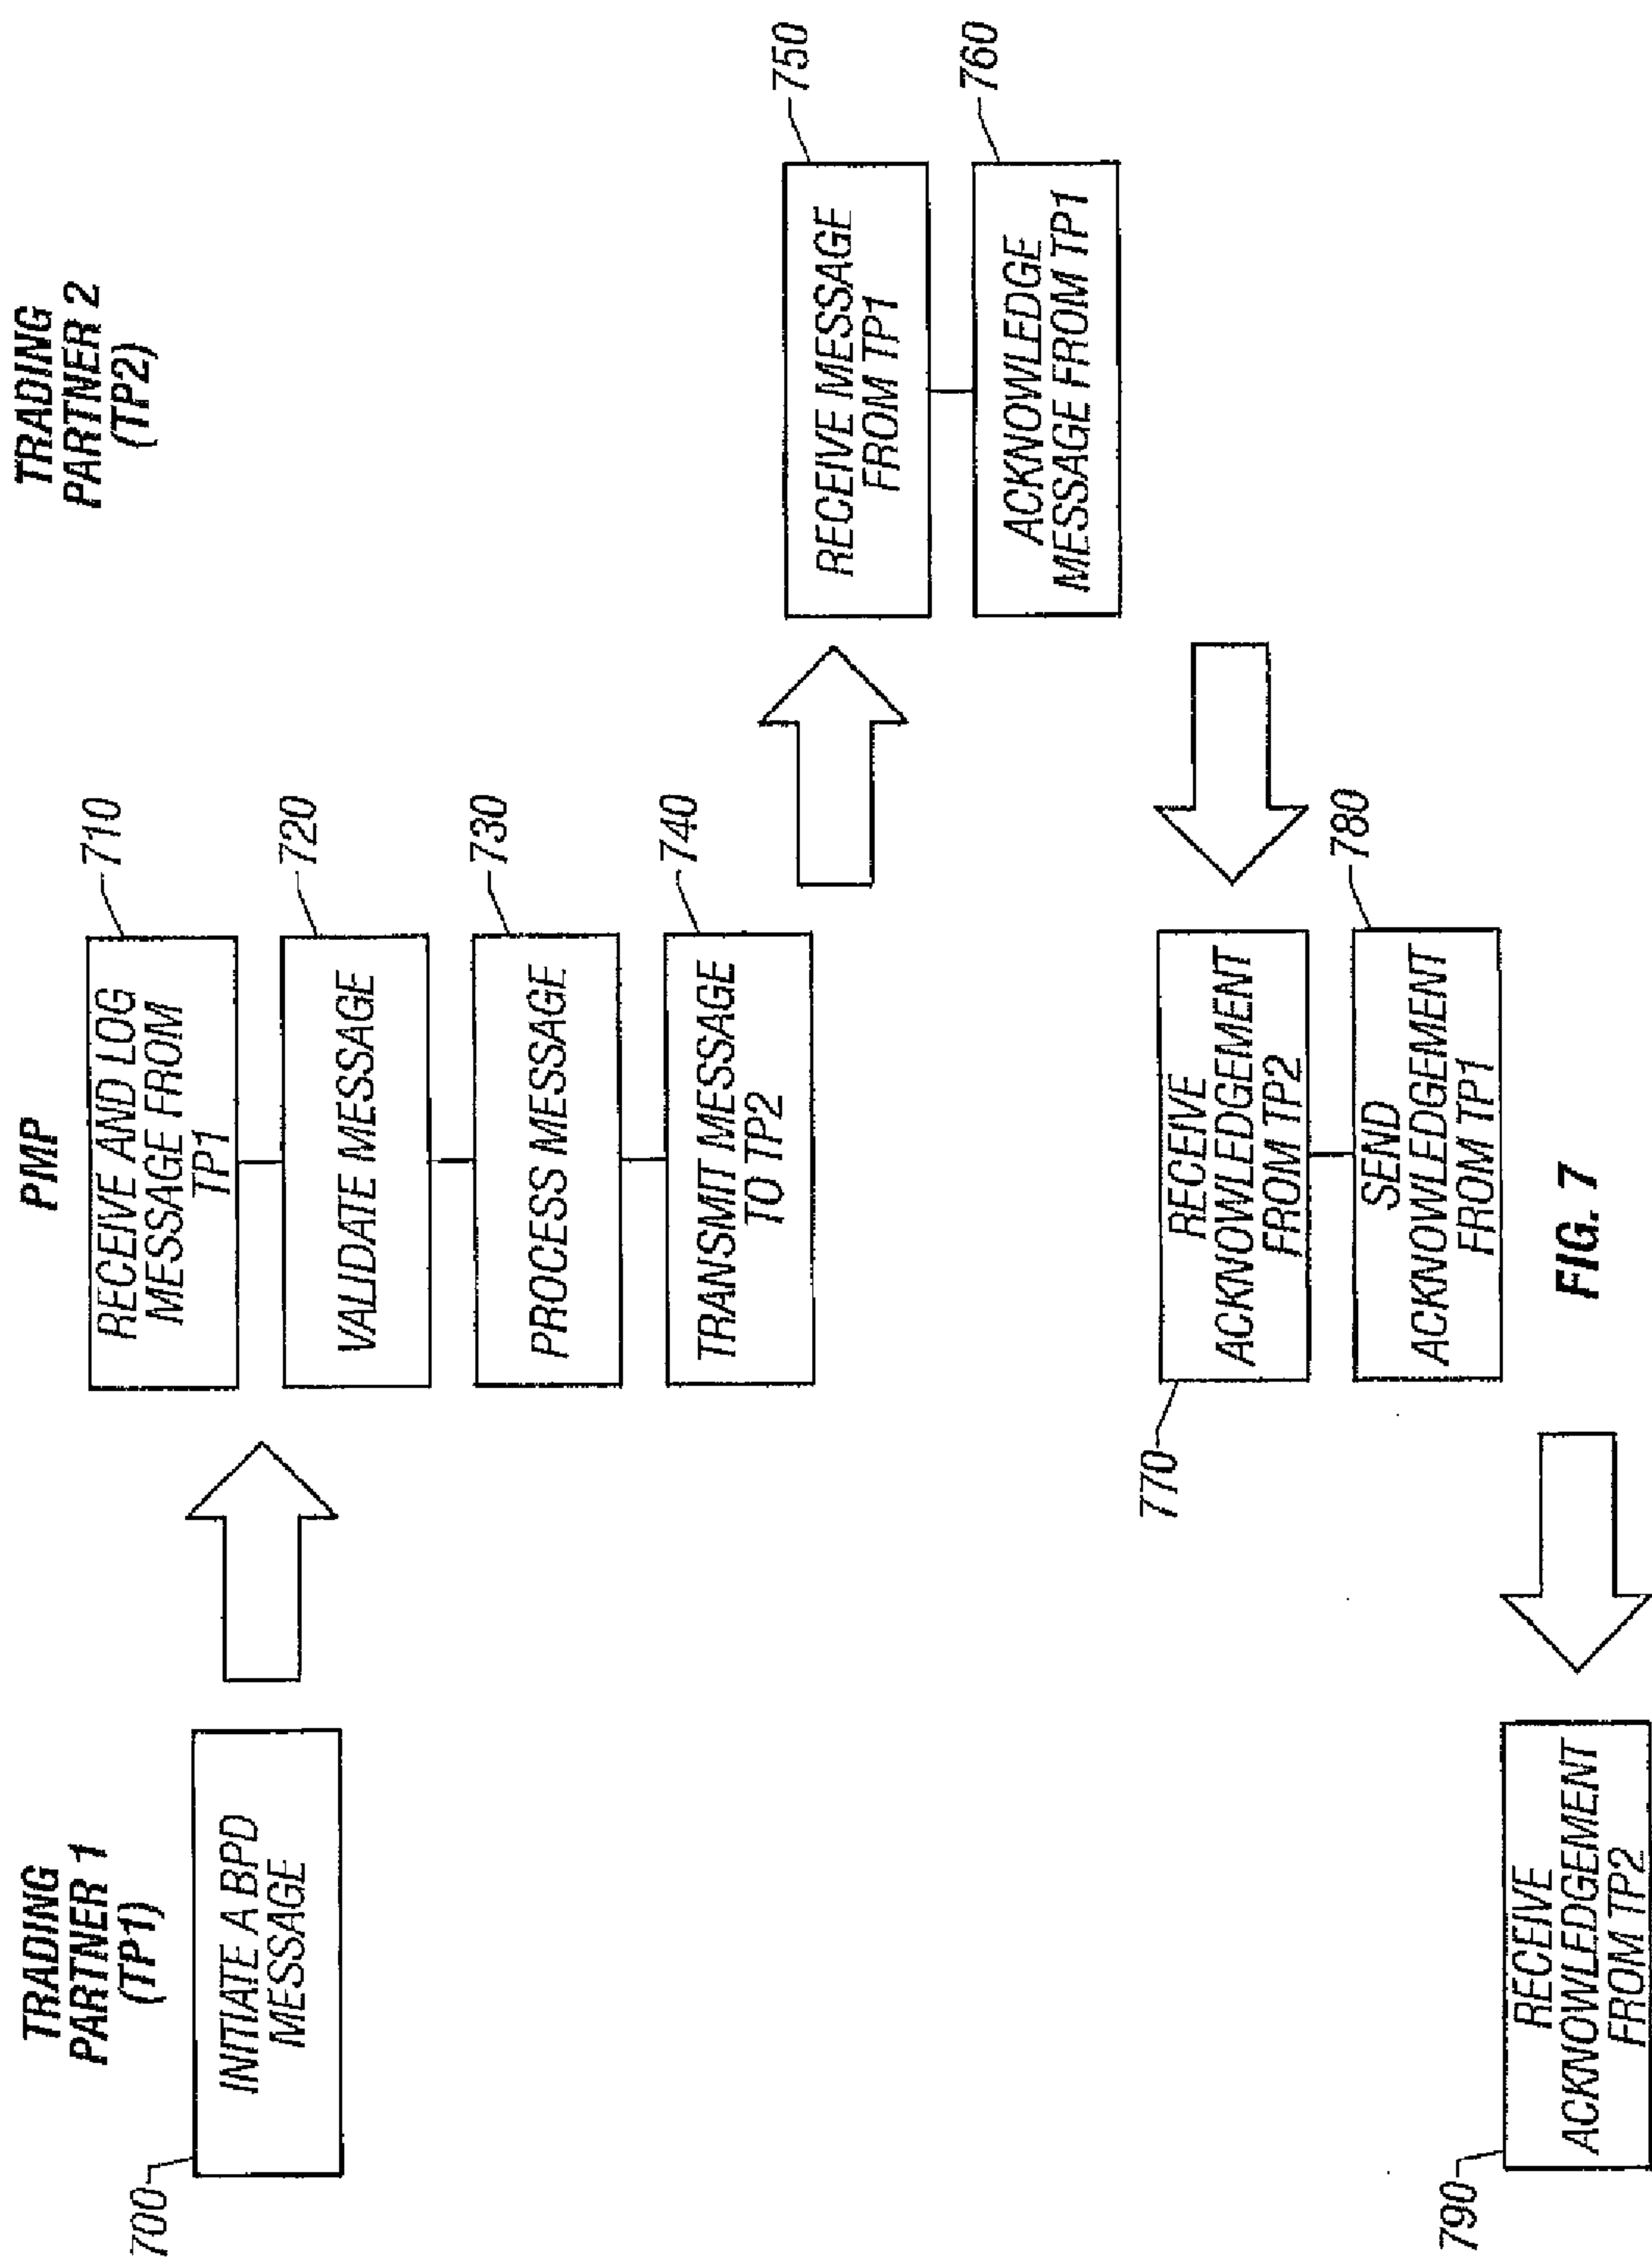 TRADING
PARTNER 1
(TP1)
PMP
TRADING
PARTNER 2
(TP2)
700
INITIATE A BPD
MESSAGE
710
RECEIVE AND LOG
MESSAGE FROM
TP1
720
VALIDATE MESSAGE
730
PROCESS MESSAGE
740
TRANSMIT MESSAGE
TO TP2
750
RECEIVE MESSAGE
FROM TP1
760
ACKNOWLEDGE
MESSAGE FROM TP1
770
RECEIVE
ACKNOWLEDGEMENT
FROM TP2
780
SEND
ACKNOWLEDGEMENT
FROM TP1
790
RECEIVE
ACKNOWLEDGEMENT
FROM TP2
FIG. 7